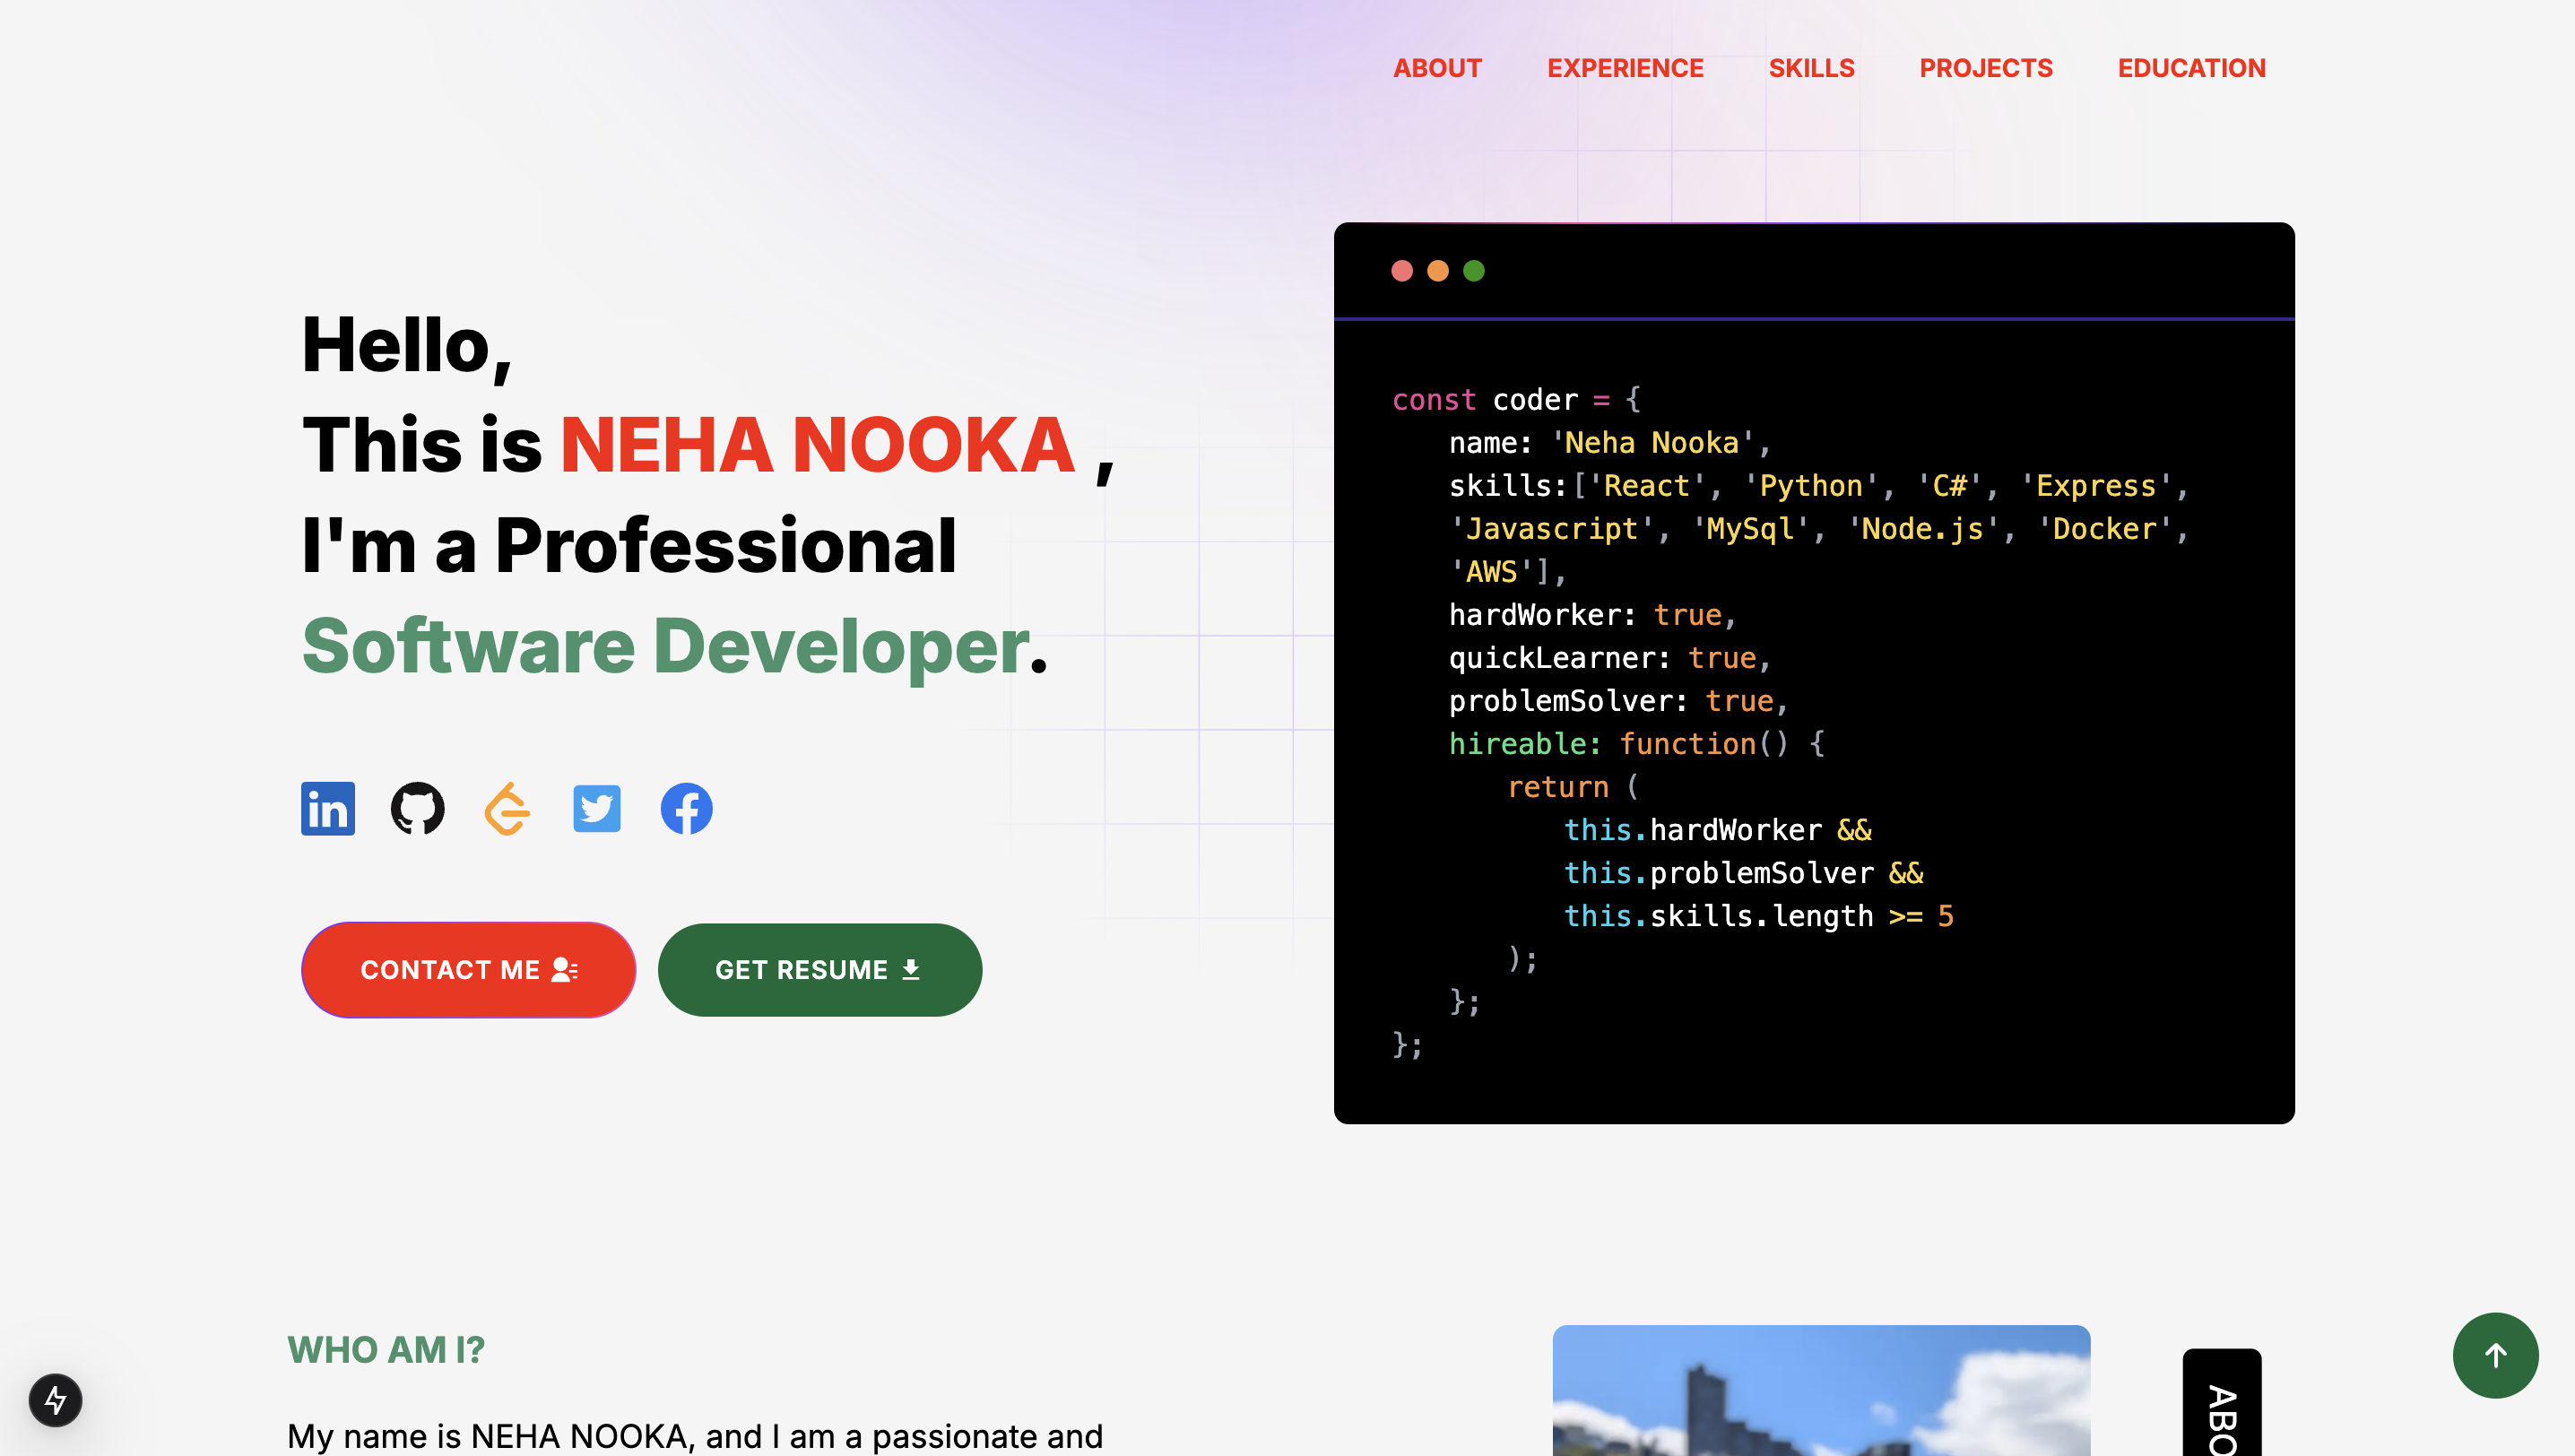 ABOUT EXPERIENCE SKILLS PROJECTS EDUCATION
Hello,
This is NEHA NOOKA ,
I'm a Professional
Software Developer.
in
CONTACT ME
GET RESUME
const coder = {
name: 'Neha Nooka',
skills:['React', 'Python', 'C#', 'Express',
'Javascript', 'MySql', 'Node.js', 'Docker',
'AWS'],
hardWorker: true,
quickLearner: true,
problemSolver: true,
hireable: function() {
return (
this.hardWorker &&
this.problemSolver &&
this.skills.length >= 5
);
};
};
WHO AM I?
My name is NEHA NOOKA, and I am a passionate and
ABO